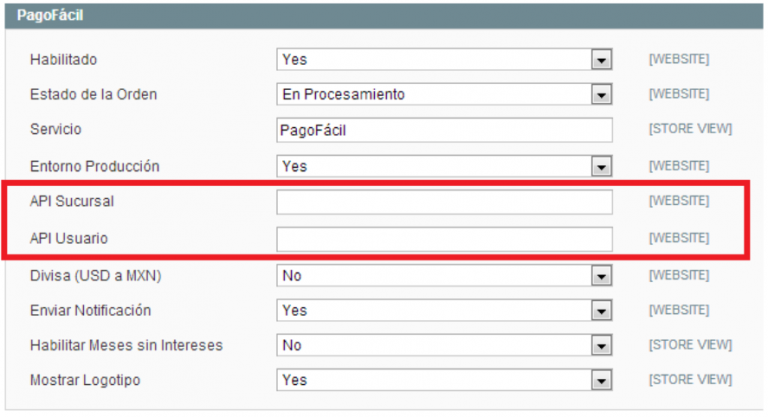 PagoFácil
Habilitado Yes [WEBSITE]
Estado de la Orden En Procesamiento [WEBSITE]
Servicio PagoFácil [STORE VIEW]
Entorno Producción Yes [WEBSITE]
API Sucursal [WEBSITE]
API Usuario [WEBSITE]
Divisa (USD a MXN) No [WEBSITE]
Enviar Notificación Yes [WEBSITE]
Habilitar Meses sin Intereses No [STORE VIEW]
Mostrar Logotipo Yes [STORE VIEW]